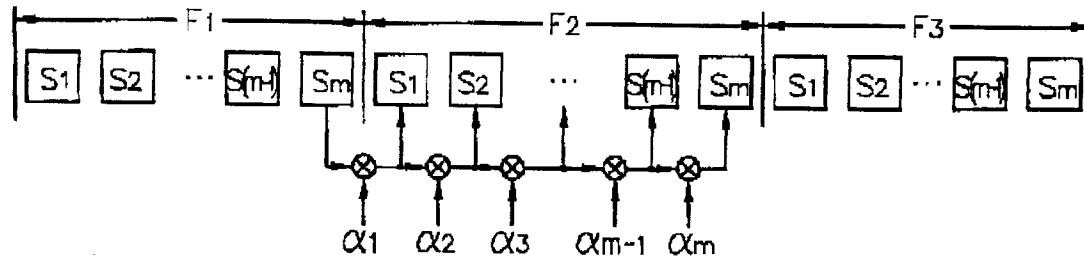 F1 F2 F3
S1 S2 ... S(m-1) Sm S1 S2 ... S(m-1) Sm S1 S2 ... S(m-1) Sm
α1 α2 α3 αm-1 αm